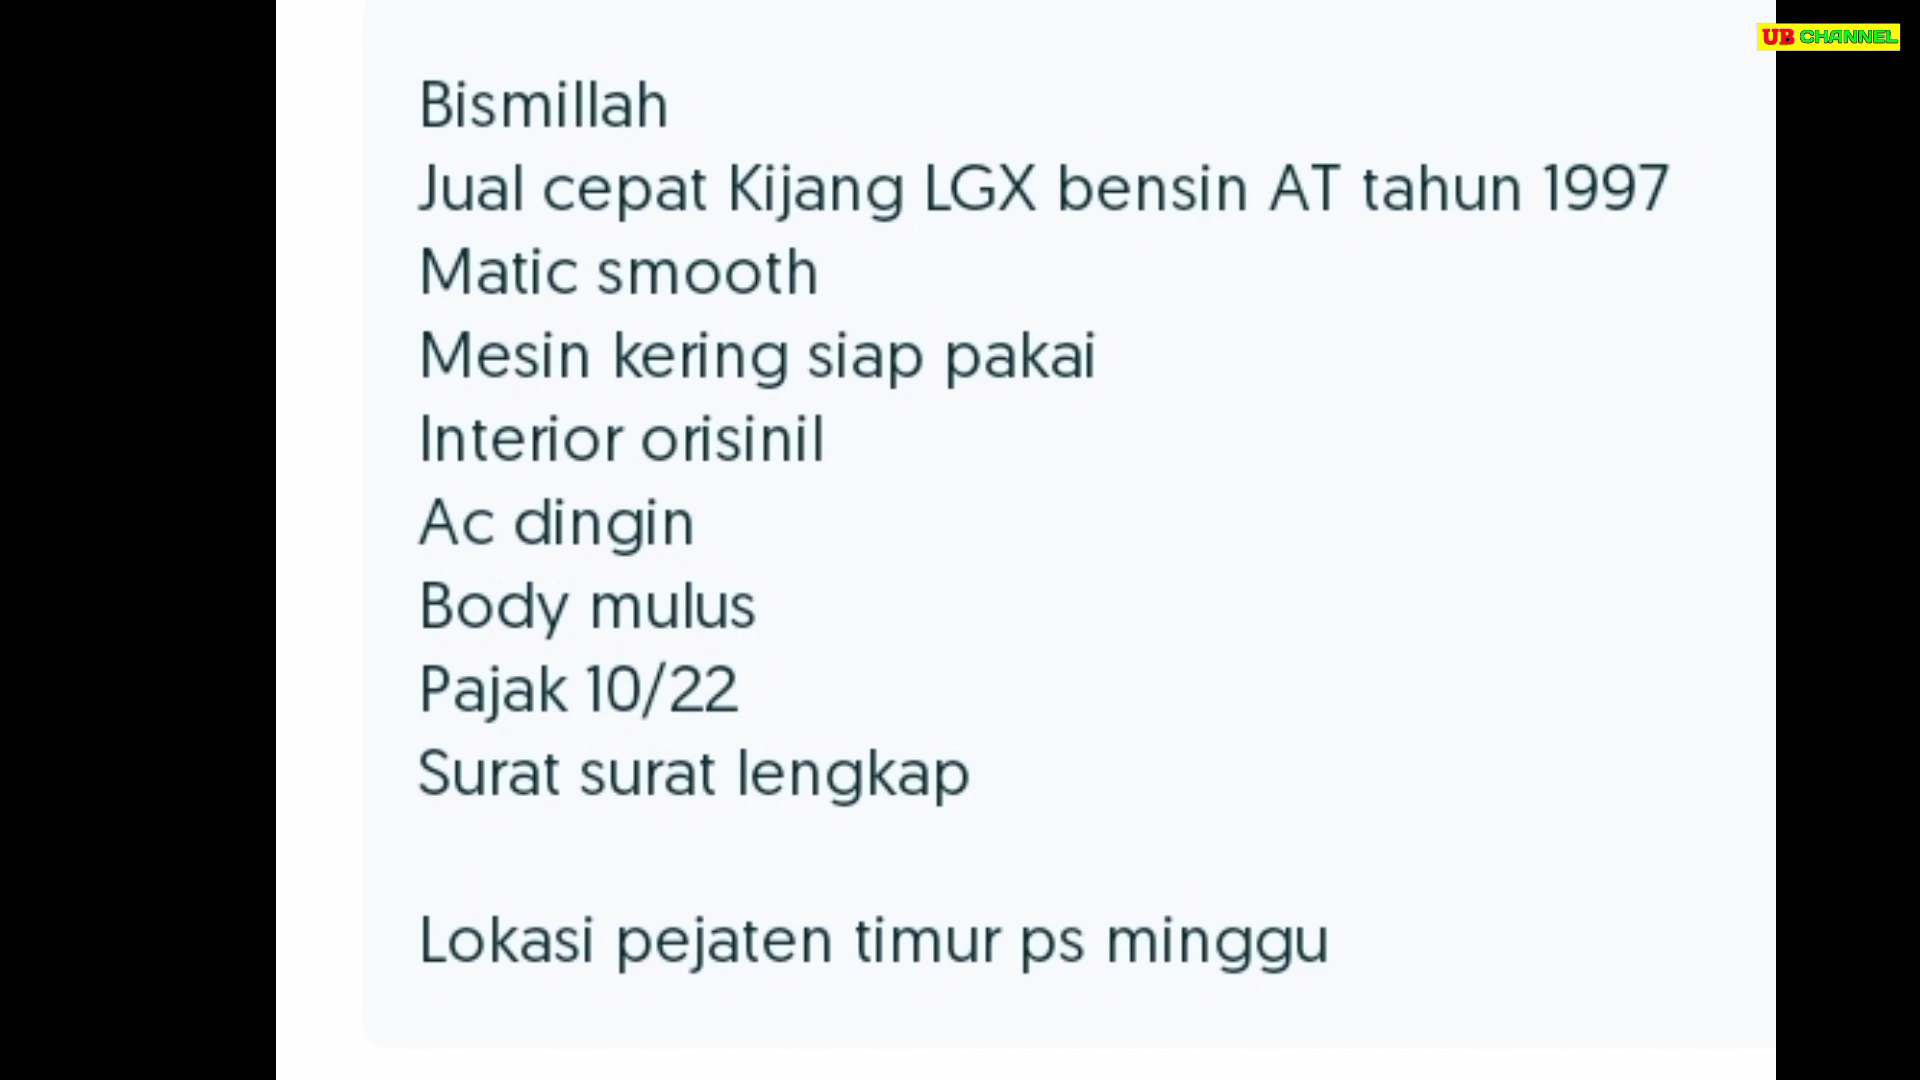 UB CHANNEL
Bismillah
Jual cepat Kijang LGX bensin AT tahun 1997
Matic smooth
Mesin kering siap pakai
Interior orisinil
Ac dingin
Body mulus
Pajak 10/22
Surat surat lengkap
Lokasi pejaten timur ps minggu